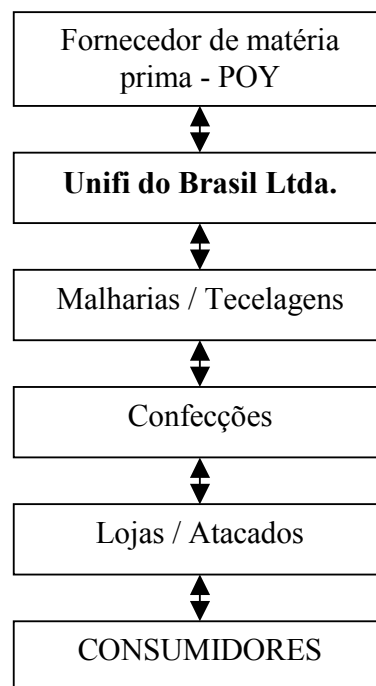 Fornecedor de matéria
prima - POY
Unifi do Brasil Ltda.
Malharias / Tecelagens
Confecções
Lojas / Atacados
CONSUMIDORES